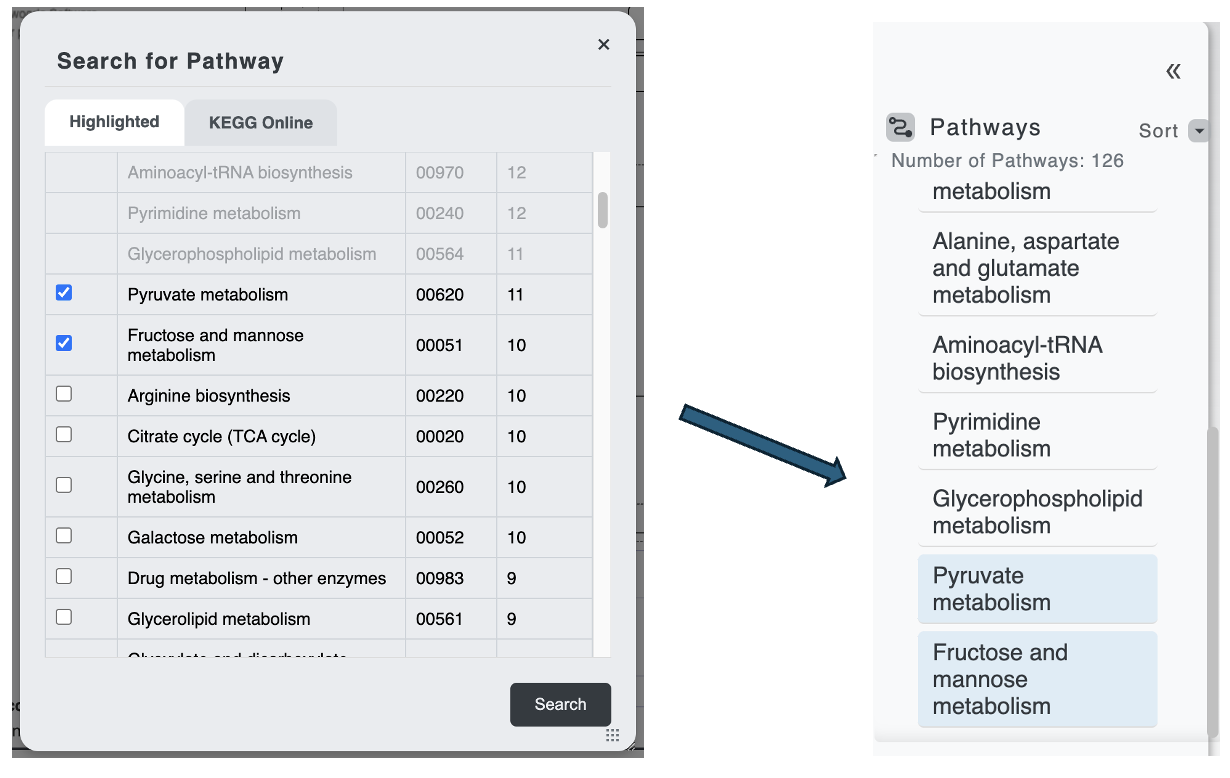 Search for Pathway
×
Highlighted
KEGG Online
Aminoacyl-tRNA biosynthesis 00970 12
Pyrimidine metabolism 00240 12
Glycerophospholipid metabolism 00564 11
Pyruvate metabolism 00620 11
Fructose and mannose
metabolism 00051 10
Arginine biosynthesis 00220 10
Citrate cycle (TCA cycle) 00020 10
Glycine, serine and threonine
metabolism 00260 10
Galactose metabolism 00052 10
Drug metabolism - other enzymes 00983 9
Glycerolipid metabolism 00561 9
Search
«
Pathways
Sort
Number of Pathways: 126
metabolism
Alanine, aspartate
and glutamate
metabolism
Aminoacyl-tRNA
biosynthesis
Pyrimidine
metabolism
Glycerophospholipid
metabolism
Pyruvate
metabolism
Fructose and
mannose
metabolism